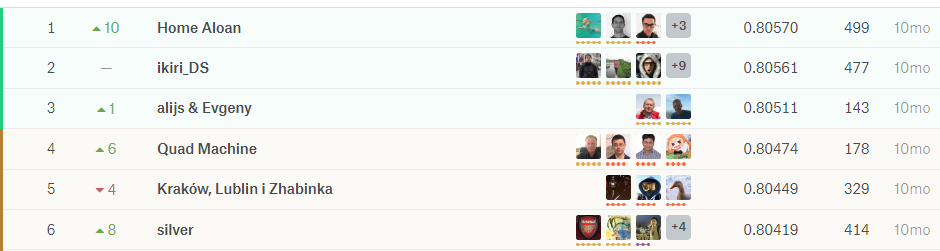 1 10 Home Aloan +3 0.80570 499 10mo
2 — ikiri_DS +9 0.80561 477 10mo
3 1 alijs & Evgeny 0.80511 143 10mo
4 6 Quad Machine 0.80474 178 10mo
5 4 Kraków, Lublin i Zhabinka 0.80449 329 10mo
6 8 silver +4 0.80419 414 10mo